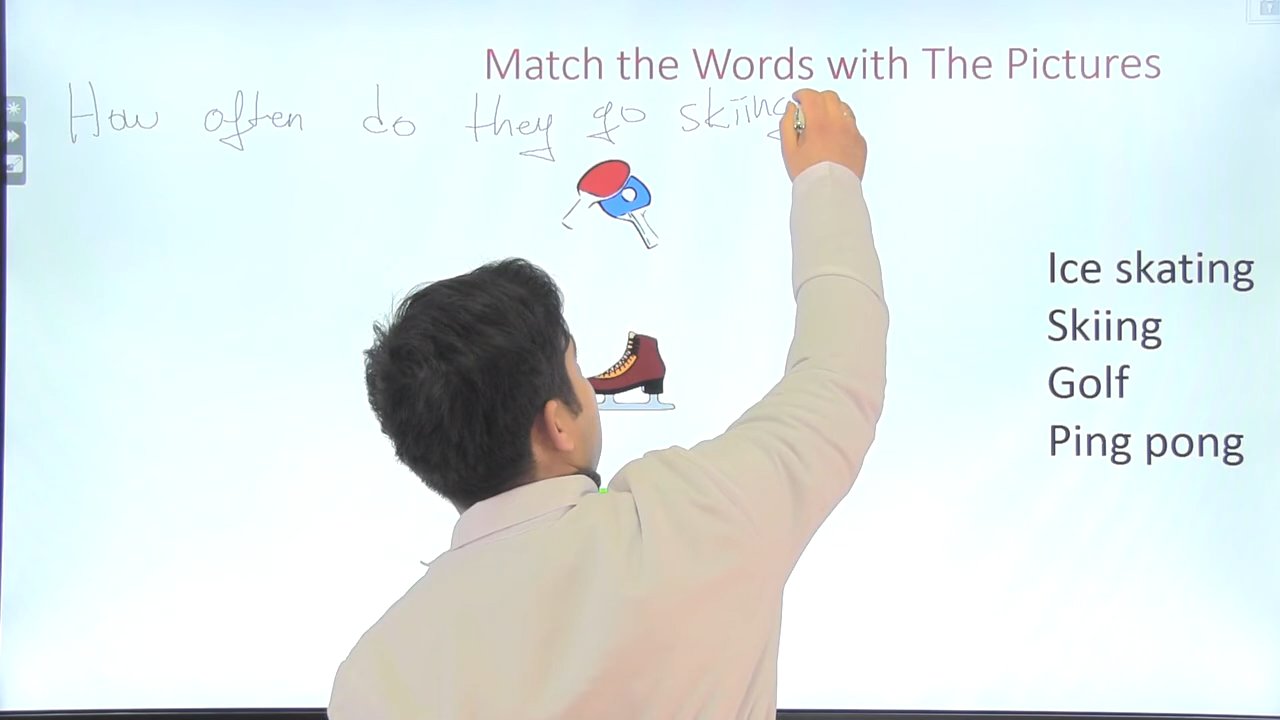 Match the Words with The Pictures
How often do they go skiing
Ice skating
Skiing
Golf
Ping pong